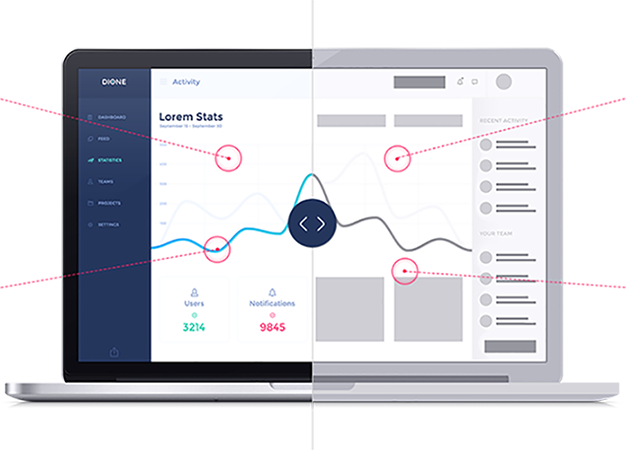 DIONE
DASHBOARD
FEED
STATISTICS
TEAMS
PROJECTS
SETTINGS
Activity
Lorem Stats
September 15 - September 30
Users
3214
Notifications
9845
RECENT ACTIVITY
YOUR TEAM